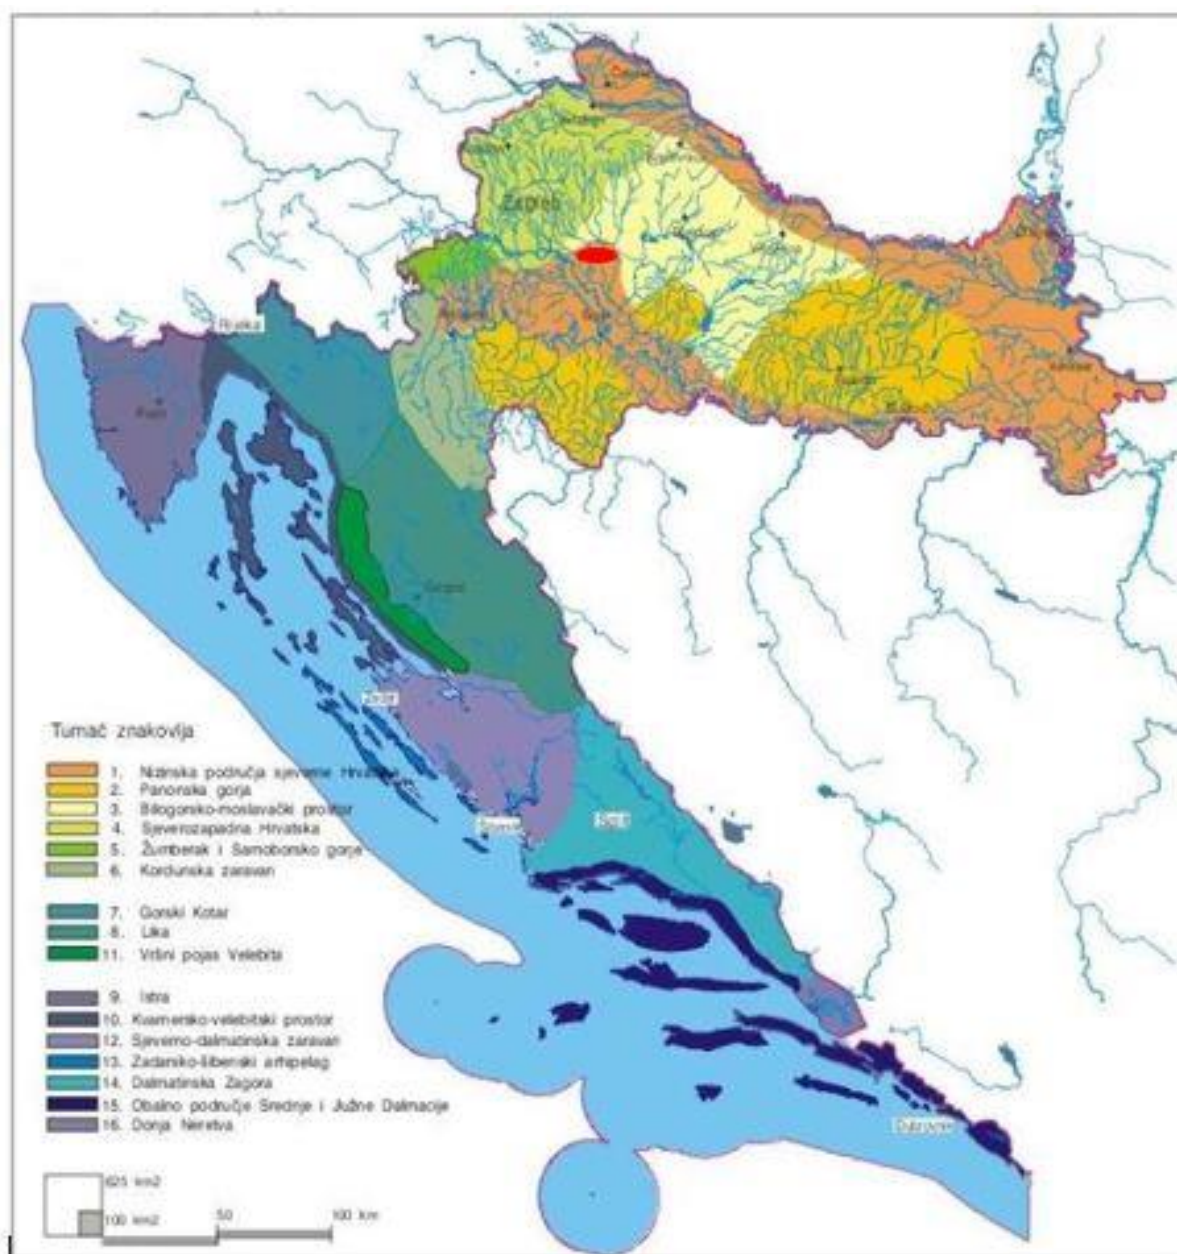 Rijeka
Zagreb
Zadar
Split
Dubrovnik
Tumač znakovlja
1. Nizinska područja sjeverne Hrvatske
2. Panonska gorja
3. Bilogorsko-moslavački prostor
4. Sjeverozapadna Hrvatska
5. Žumberak i Samoborsko gorje
6. Kordunska zaravan
7. Gorski Kotar
8. Lika
11. Vršni pojas Velebita
9. Istra
10. Kvarnersko-velebitski prostor
12. Sjeverno-dalmatinska zaravan
13. Zadarsko-šibenski arhipelag
14. Dalmatinska Zagora
15. Obalno područje Srednje i Južne Dalmacije
16. Donja Neretva
625 km2
100 km2
50
100 km